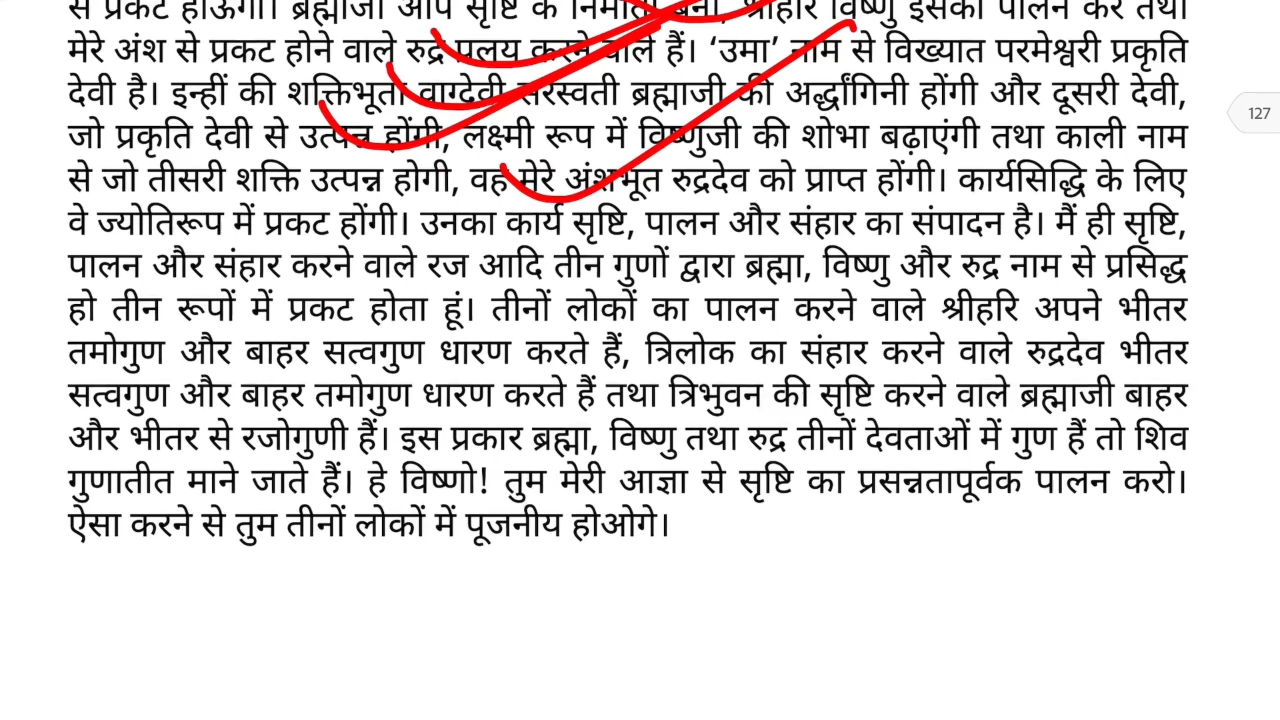 से प्रकट होऊंगा। ब्रह्माजी आप सृष्टि के निर्माता बनो, श्रीहरि विष्णु इसका पालन करें तथा
मेरे अंश से प्रकट होने वाले रुद्र प्रलय करने वाले हैं। ‘उमा’ नाम से विख्यात परमेश्वरी प्रकृति
देवी है। इन्हीं की शक्तिभूता वाग्देवी सरस्वती ब्रह्माजी की अर्द्धांगिनी होंगी और दूसरी देवी,
जो प्रकृति देवी से उत्पन्न होंगी, लक्ष्मी रूप में विष्णुजी की शोभा बढ़ाएंगी तथा काली नाम
से जो तीसरी शक्ति उत्पन्न होगी, वह मेरे अंशभूत रुद्रदेव को प्राप्त होंगी। कार्यसिद्धि के लिए
वे ज्योतिरूप में प्रकट होंगी। उनका कार्य सृष्टि, पालन और संहार का संपादन है। मैं ही सृष्टि,
पालन और संहार करने वाले रज आदि तीन गुणों द्वारा ब्रह्मा, विष्णु और रुद्र नाम से प्रसिद्ध
हो तीन रूपों में प्रकट होता हूं। तीनों लोकों का पालन करने वाले श्रीहरि अपने भीतर
तमोगुण और बाहर सत्वगुण धारण करते हैं, त्रिलोक का संहार करने वाले रुद्रदेव भीतर
सत्वगुण और बाहर तमोगुण धारण करते हैं तथा त्रिभुवन की सृष्टि करने वाले ब्रह्माजी बाहर
और भीतर से रजोगुणी हैं। इस प्रकार ब्रह्मा, विष्णु तथा रुद्र तीनों देवताओं में गुण हैं तो शिव
गुणातीत माने जाते हैं। हे विष्णो! तुम मेरी आज्ञा से सृष्टि का प्रसन्नतापूर्वक पालन करो।
ऐसा करने से तुम तीनों लोकों में पूजनीय होओगे।
127